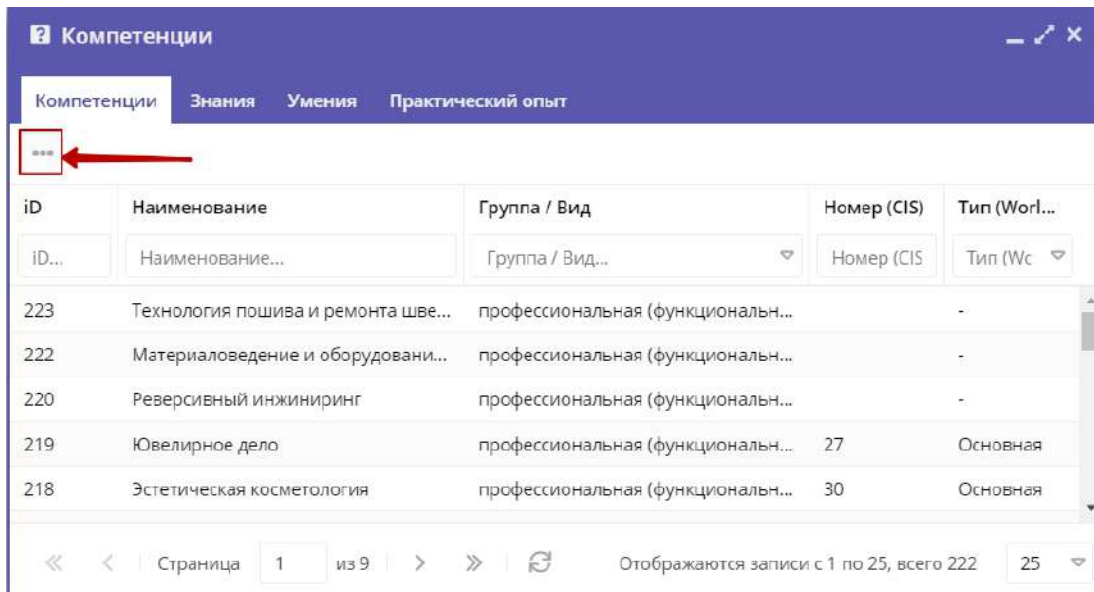 Компетенции
Компетенции Знания Умения Практический опыт
iD Наименование Группа / Вид Номер (CIS) Тип (Worl...
iD... Наименование... Группа / Вид... Номер (CIS Тип (Wc
223 Технология пошива и ремонта шве... профессиональная (функциональн... -
222 Материаловедение и оборудовани... профессиональная (функциональн... -
220 Реверсивный инжиниринг профессиональная (функциональн... -
219 Ювелирное дело профессиональная (функциональн... 27 Основная
218 Эстетическая косметология профессиональная (функциональн... 30 Основная
Страница 1 из 9 Отображаются записи с 1 по 25, всего 222 25